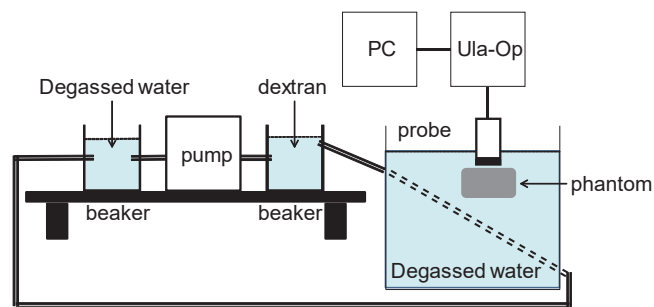 PC
Ula-Op
Degassed water
dextran
probe
pump
phantom
beaker
beaker
Degassed water